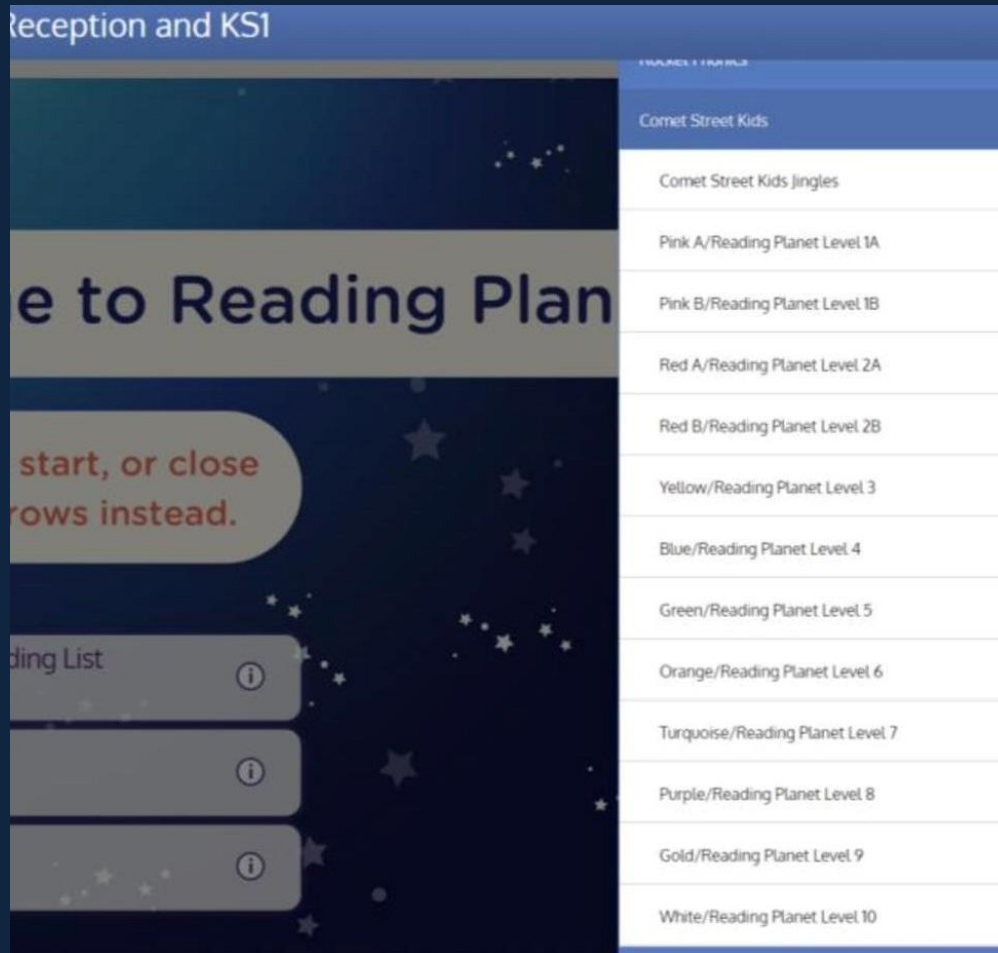 Reception and KS1
e to Reading Plan
start, or close
rows instead.
ding List
Rocket Phonics
Comet Street Kids
Comet Street Kids Jingles
Pink A/Reading Planet Level 1A
Pink B/Reading Planet Level 1B
Red A/Reading Planet Level 2A
Red B/Reading Planet Level 2B
Yellow/Reading Planet Level 3
Blue/Reading Planet Level 4
Green/Reading Planet Level 5
Orange/Reading Planet Level 6
Turquoise/Reading Planet Level 7
Purple/Reading Planet Level 8
Gold/Reading Planet Level 9
White/Reading Planet Level 10